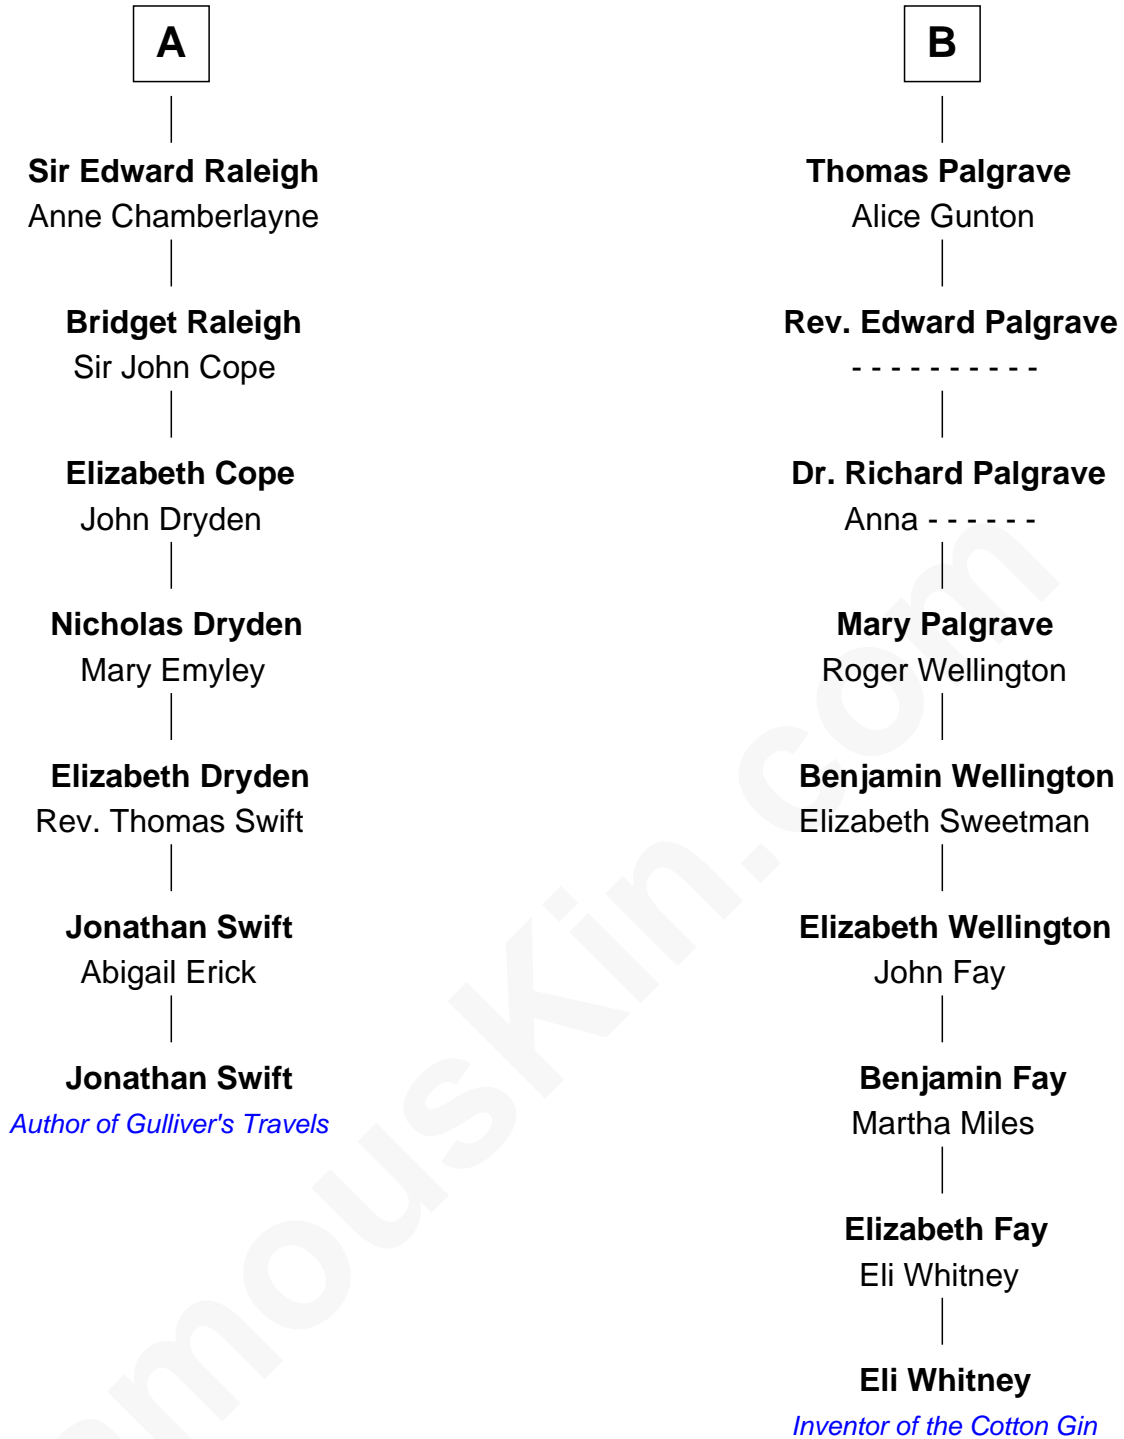 A
Sir Edward Raleigh
Anne Chamberlayne
Bridget Raleigh
Sir John Cope
Elizabeth Cope
John Dryden
Nicholas Dryden
Mary Emyley
Elizabeth Dryden
Rev. Thomas Swift
Jonathan Swift
Abigail Erick
Jonathan Swift
Author of Gulliver's Travels
B
Thomas Palgrave
Alice Gunton
Rev. Edward Palgrave
- - - - - - - - - -
Dr. Richard Palgrave
Anna - - - - - -
Mary Palgrave
Roger Wellington
Benjamin Wellington
Elizabeth Sweetman
Elizabeth Wellington
John Fay
Benjamin Fay
Martha Miles
Elizabeth Fay
Eli Whitney
Eli Whitney
Inventor of the Cotton Gin
amousKin.com